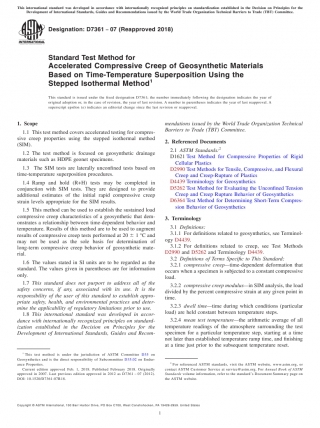 This international standard was developed in accordance with internationally recognized principles on standardization established in the Decision on Principles for the
Development of International Standards, Guides and Recommendations issued by the World Trade Organization Technical Barriers to Trade (TBT) Committee.
Designation: D7361 − 07 (Reapproved 2018)
Standard Test Method for
Accelerated Compressive Creep of Geosynthetic Materials
Based on Time-Temperature Superposition Using the
Stepped Isothermal Method1
This standard is issued under the fixed designation D7361; the number immediately following the designation indicates the year of
original adoption or, in the case of revision, the year of last revision. A number in parentheses indicates the year of last reapproval. A
superscript epsilon (ε) indicates an editorial change since the last revision or reapproval.
1. Scope
1.1 This test method covers accelerated testing for compres-
sive creep properties using the stepped isothermal method
(SIM).
1.2 The test method is focused on geosynthetic drainage
materials such as HDPE geonet specimens.
1.3 The SIM tests are laterally unconfined tests based on
time-temperature superposition procedures.
1.4 Ramp and hold (R+H) tests may be completed in
conjunction with SIM tests. They are designed to provide
additional estimates of the initial rapid compressive creep
strain levels appropriate for the SIM results.
1.5 This method can be used to establish the sustained load
compressive creep characteristics of a geosynthetic that dem-
onstrates a relationship between time-dependent behavior and
temperature. Results of this method are to be used to augment
results of compressive creep tests performed at 20 ± 1 °C and
may not be used as the sole basis for determination of
long-term compressive creep behavior of geosynthetic mate-
rial.
1.6 The values stated in SI units are to be regarded as the
standard. The values given in parentheses are for information
only.
1.7 This standard does not purport to address all of the
safety concerns, if any, associated with its use. It is the
responsibility of the user of this standard to establish appro-
priate safety, health, and environmental practices and deter-
mine the applicability of regulatory limitations prior to use.
1.8 This international standard was developed in accor-
dance with internationally recognized principles on standard-
ization established in the Decision on Principles for the
Development of International Standards, Guides and Recom-
mendations issued by the World Trade Organization Technical
Barriers to Trade (TBT) Committee.
2. Referenced Documents
2.1 ASTM Standards:2
D1621 Test Method for Compressive Properties of Rigid
Cellular Plastics
D2990 Test Methods for Tensile, Compressive, and Flexural
Creep and Creep-Rupture of Plastics
D4439 Terminology for Geosynthetics
D5262 Test Method for Evaluating the Unconfined Tension
Creep and Creep Rupture Behavior of Geosynthetics
D6364 Test Method for Determining Short-Term Compres-
sion Behavior of Geosynthetics
3. Terminology
3.1 Definitions:
3.1.1 For definitions related to geosynthetics, see Terminol-
ogy D4439.
3.1.2 For definitions related to creep, see Test Methods
D2990 and D5262 and Terminology D4439.
3.2 Definitions of Terms Specific to This Standard:
3.2.1 compressive creep—time-dependent deformation that
occurs when a specimen is subjected to a constant compressive
load.
3.2.2 compressive creep modulus—in SIM analysis, the load
divided by the percent compressive strain at any given point in
time.
3.2.3 dwell time—time during which conditions (particular
load) are held constant between temperature steps.
3.2.4 mean test temperature—the arithmetic average of all
temperature readings of the atmosphere surrounding the test
specimen for a particular temperature step, starting at a time
not later than established temperature ramp time, and finishing
at a time just prior to the subsequent temperature reset.
1 This test method is under the jurisdiction of ASTM Committee D35 on
Geosynthetics and is the direct responsibility of Subcommittee D35.02 on Endur-
ance Properties.
Current edition approved Feb. 1, 2018. Published February 2018. Originally
approved in 2007. Last previous edition approved in 2012 as D7361 – 07 (2012).
DOI: 10.1520/D7361-07R18.
2 For referenced ASTM standards, visit the ASTM website, www.astm.org, or
contact ASTM Customer Service at service@astm.org. For Annual Book of ASTM
Standards volume information, refer to the standard's Document Summary page on
the ASTM website.
Copyright © ASTM International, 100 Barr Harbor Drive, PO Box C700, West Conshohocken, PA 19428-2959. United States
1